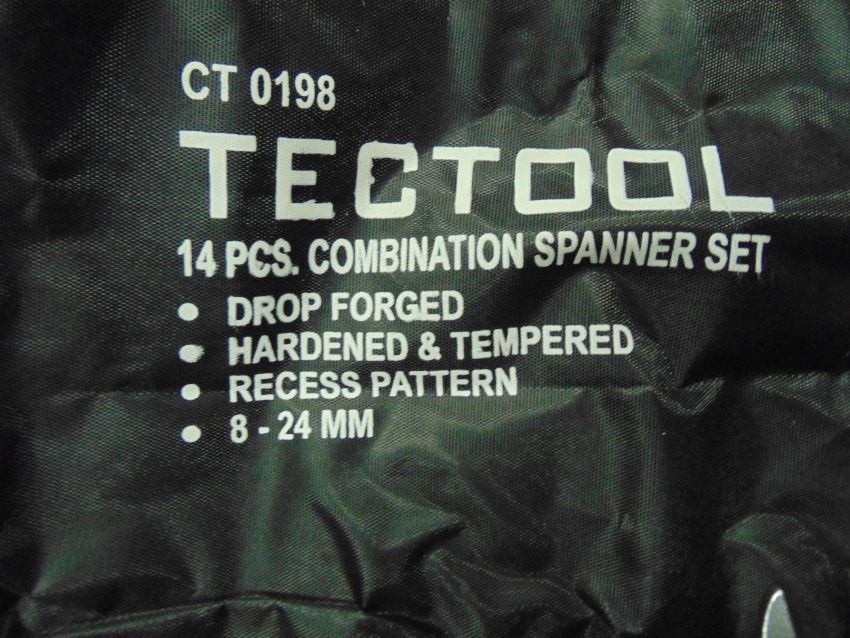 CT 0198
TECTOOL
14 PCS. COMBINATION SPANNER SET
• DROP FORGED
• HARDENED & TEMPERED
• RECESS PATTERN
• 8 - 24 MM